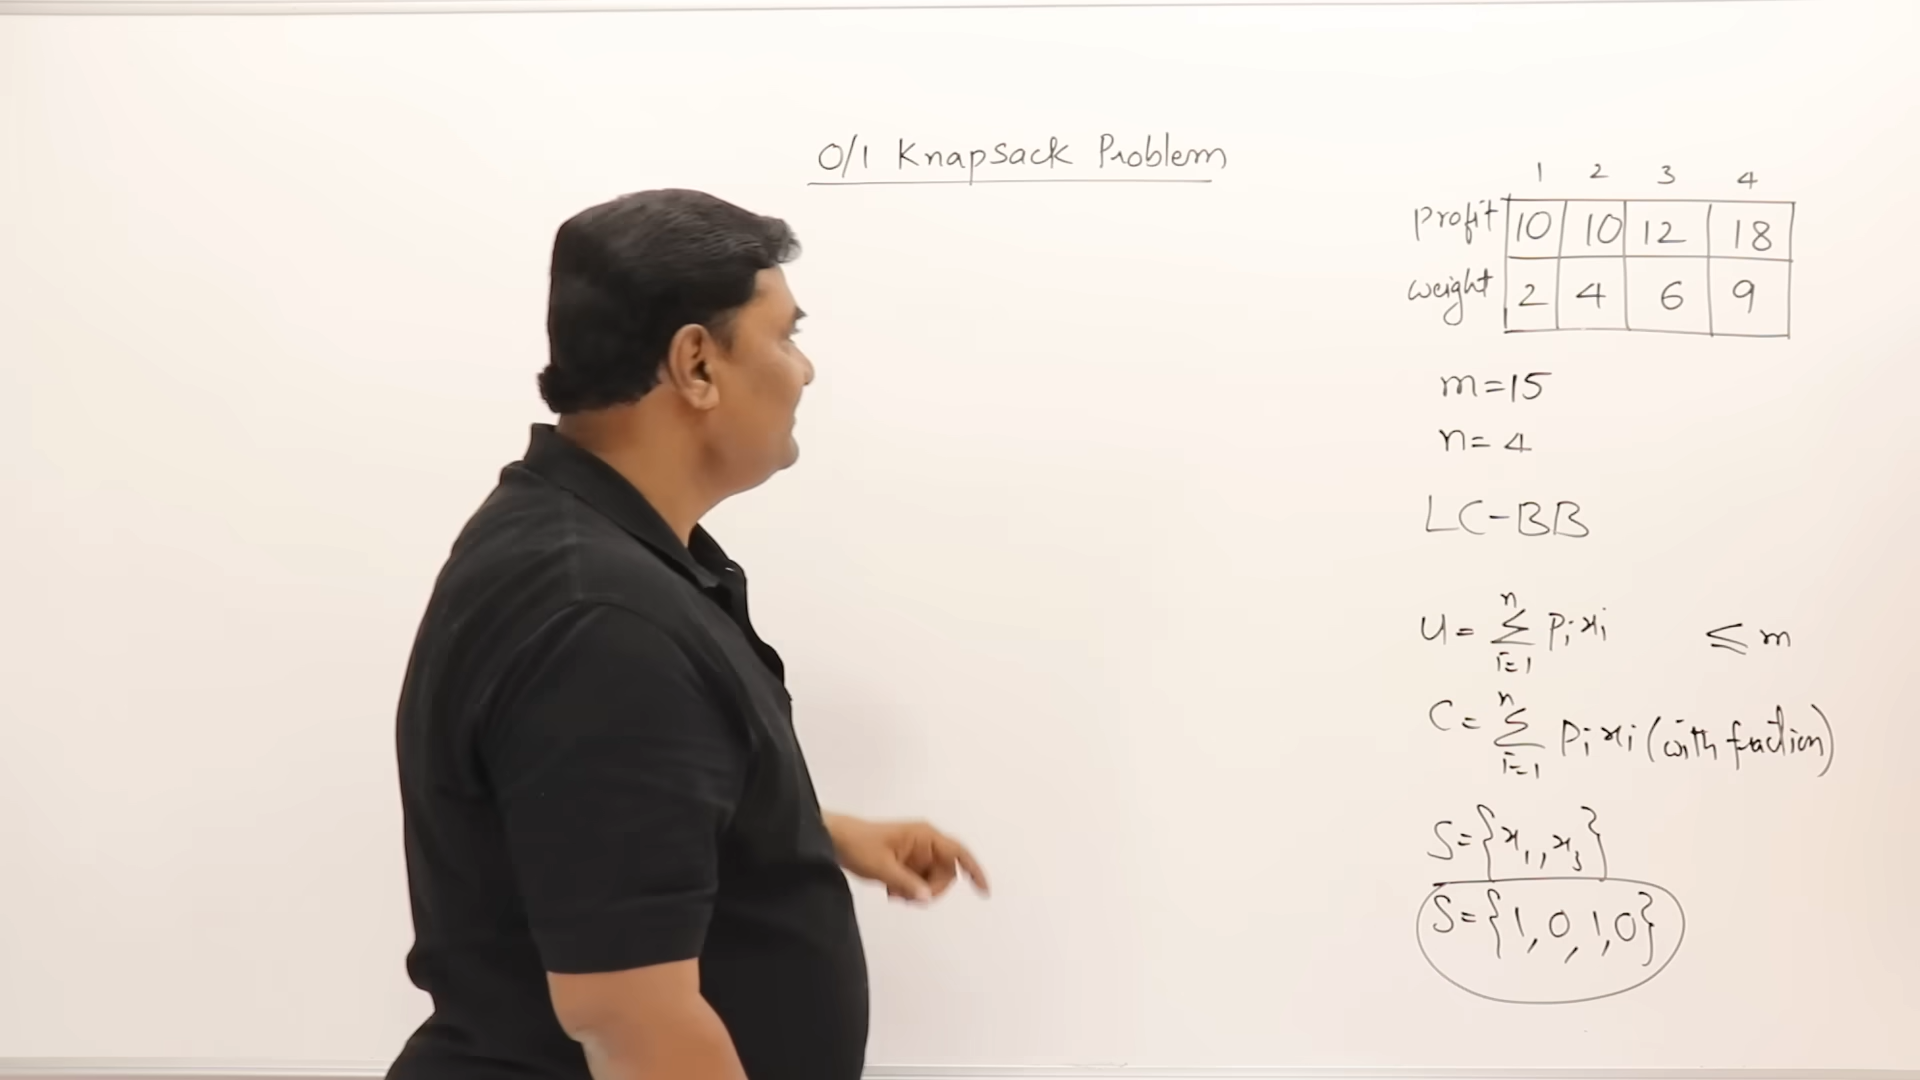 0/1 Knapsack Problem
1 2 3 4
Profit 10 10 12 18
weight 2 4 6 9
m=15
n=4
LC-BB
U = n Σ i=1 Pi xi ≤ m
C = n Σ i=1 Pi xi (with fraction)
S={x1, x3}
S={1,0,1,0}